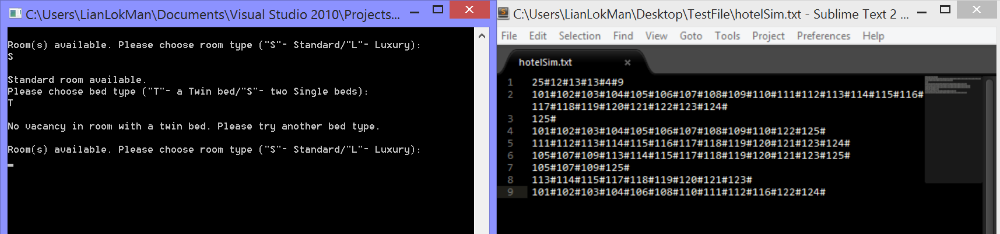 C:\Users\LianLokMan\Documents\Visual Studio 2010\Projects...
Room(s) available. Please choose room type ("S"- Standard/"L"- Luxury):
S
Standard room available.
Please choose bed type ("T"- a Twin bed/"S"- two Single beds):
T
No vacancy in room with a twin bed. Please try another bed type.
Room(s) available. Please choose room type ("S"- Standard/"L"- Luxury):
C:\Users\LianLokMan\Desktop\TestFile\hotelSim.txt - Sublime Text 2 ...
File Edit Selection Find View Goto Tools Project Preferences Help
hotelSim.txt
1 25#12#13#13#4#9
2 101#102#103#104#105#106#107#108#109#110#111#112#113#114#115#116#
117#118#119#120#121#122#123#124#
3 125#
4 101#102#103#104#105#106#107#108#109#110#122#125#
5 111#112#113#114#115#116#117#118#119#120#121#123#124#
6 105#107#109#113#114#115#117#118#119#120#121#123#125#
7 105#107#109#125#
8 113#114#115#117#118#119#120#121#123#
9 101#102#103#104#106#108#110#111#112#116#122#124#